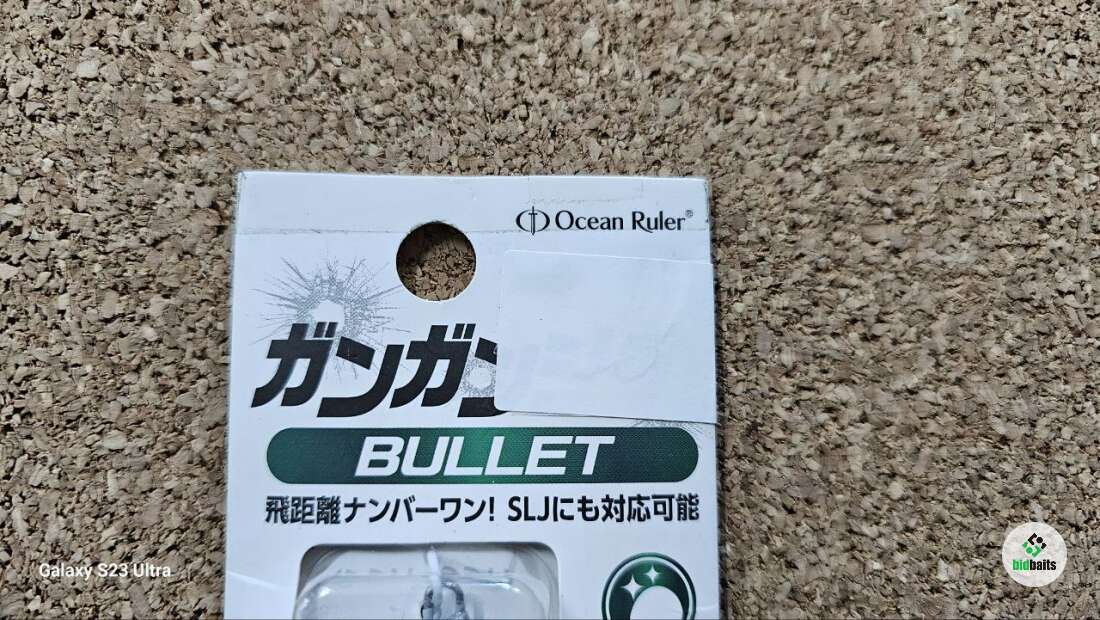 Ocean Ruler®
ガンガン
BULLET
飛距離ナンバーワン! SLJにも対応可能
Galaxy S23 Ultra
bidbaits